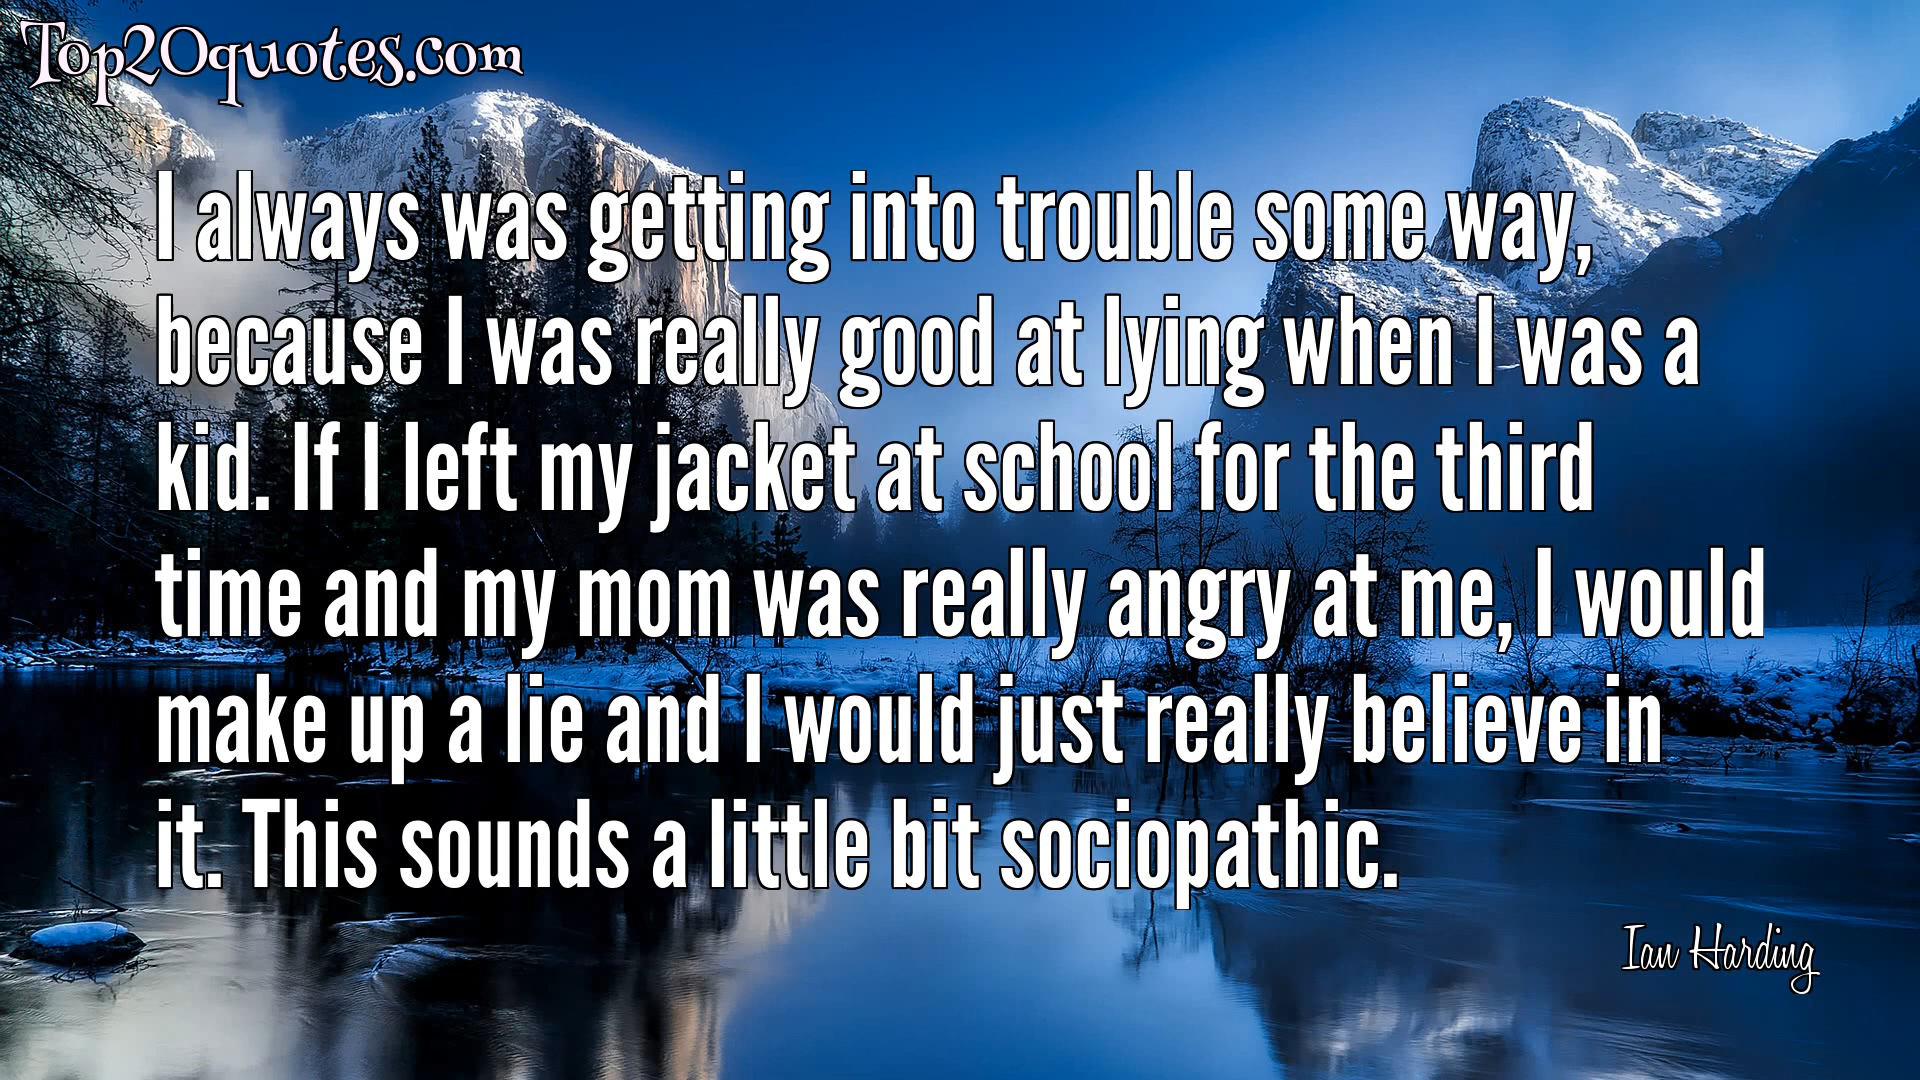 Top20quotes.com
I always was getting into trouble some way,
because I was really good at lying when I was a
kid. If I left my jacket at school for the third
time and my mom was really angry at me, I would
make up a lie and I would just really believe in
it. This sounds a little bit sociopathic.
Ian Harding